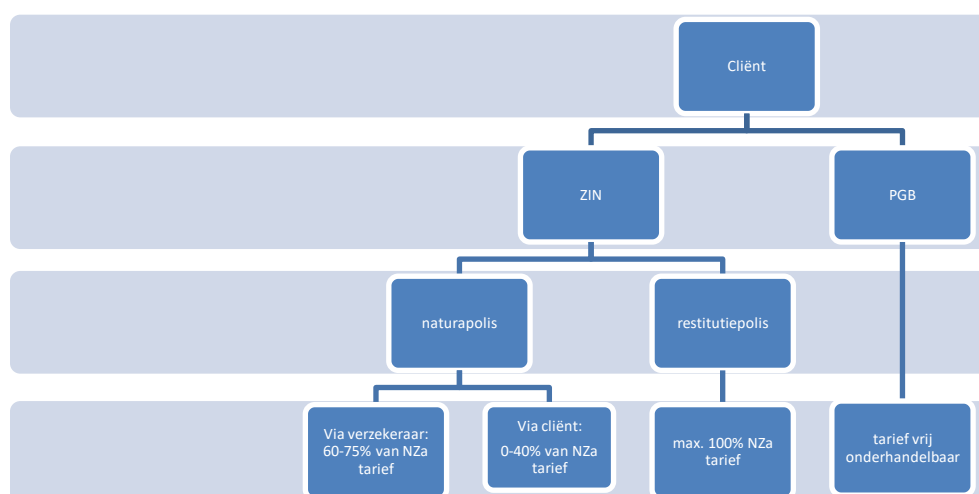 Cliënt
ZIN
PGB
naturapolis
restitutiepolis
Via verzekeraar:
60-75% van NZa
tarief
Via cliënt:
0-40% van NZa
tarief
max. 100% NZa
tarief
tarief vrij
onderhandelbaar